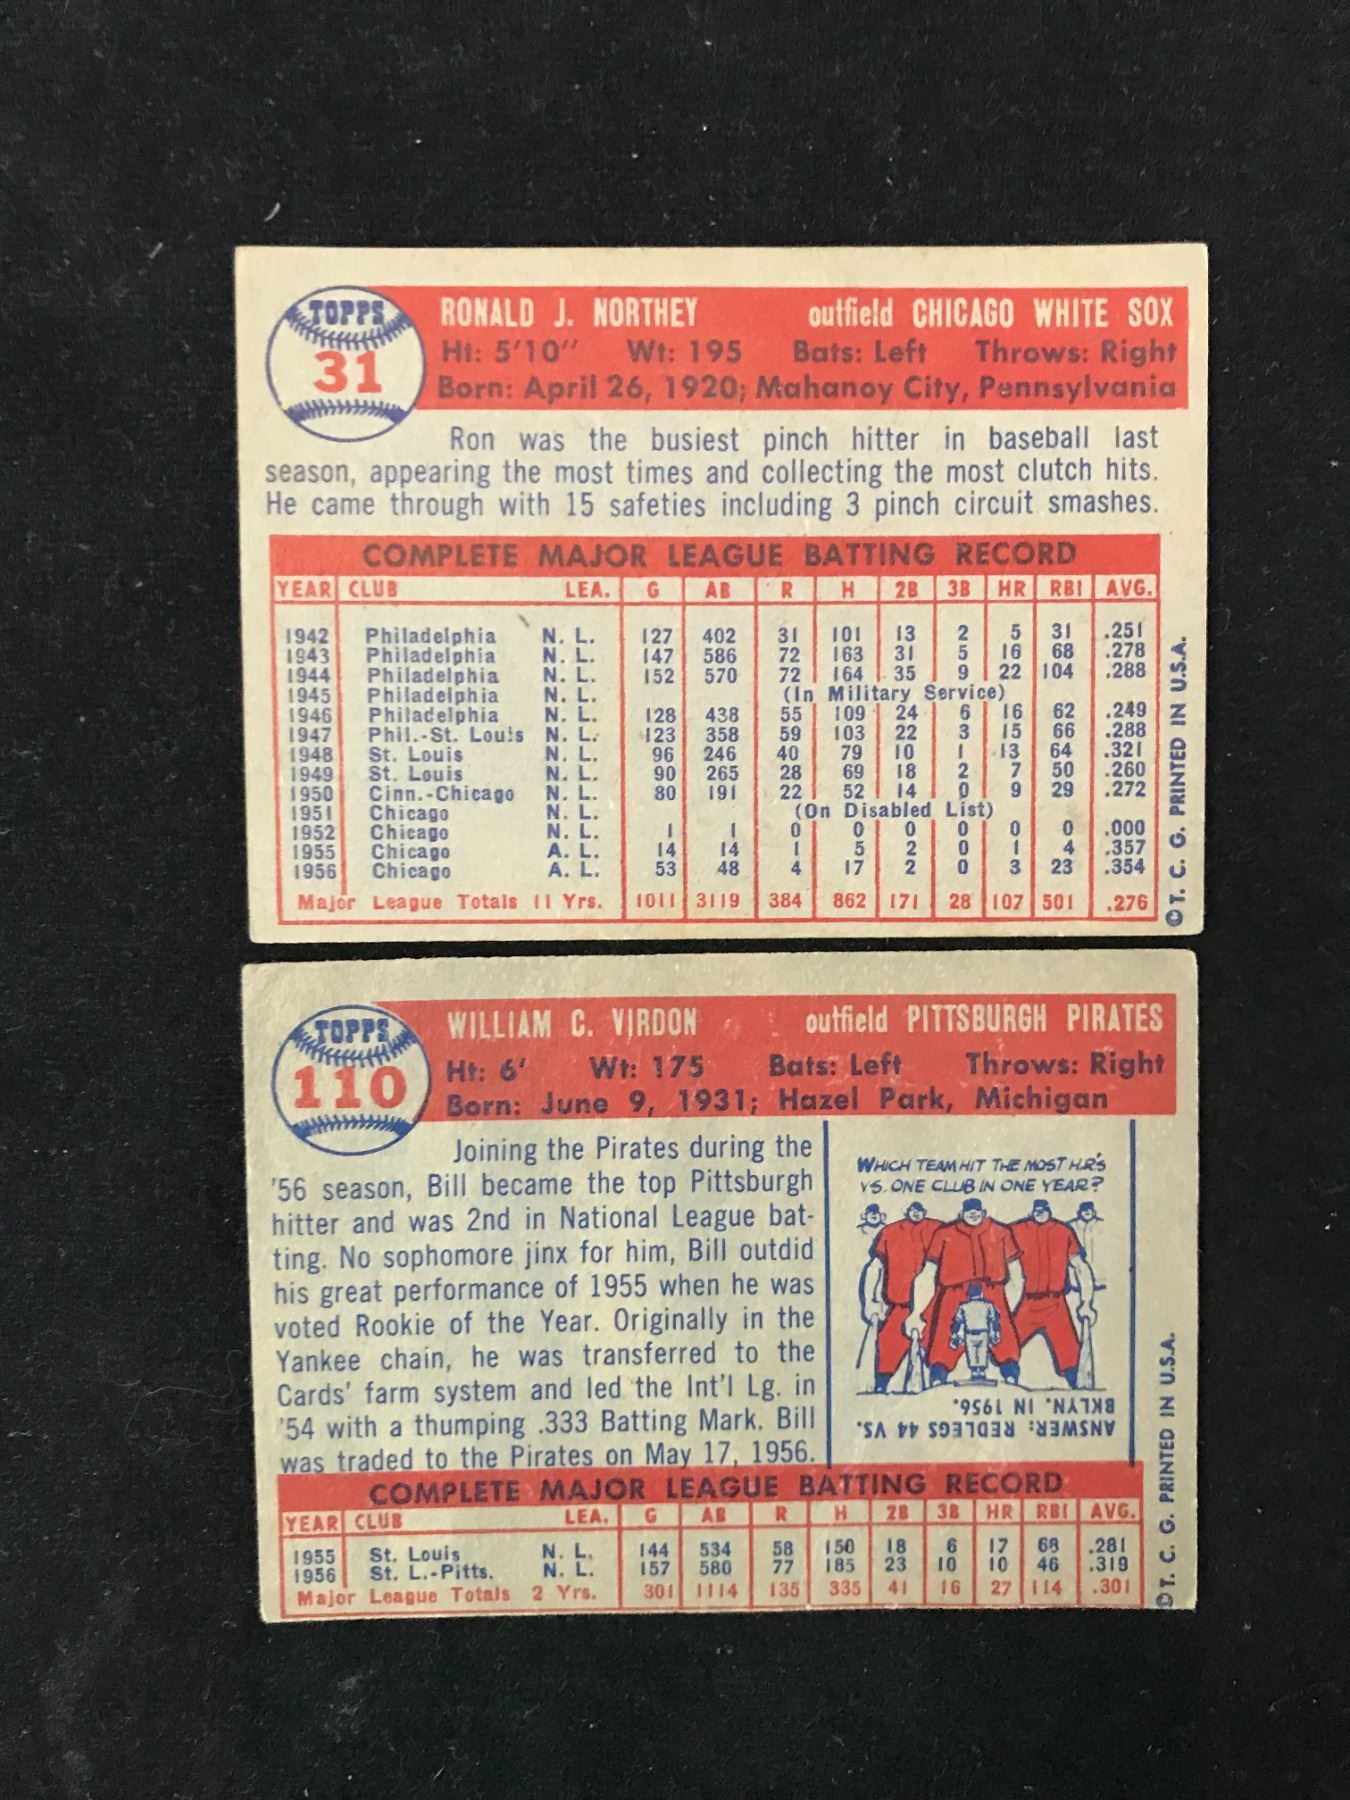 TOPPS
31
RONALD J. NORTHEY outfield CHICAGO WHITE SOX
Ht: 5'10" Wt: 195 Bats: Left Throws: Right
Born: April 26, 1920; Mahanoy City, Pennsylvania
Ron was the busiest pinch hitter in baseball last
season, appearing the most times and collecting the most clutch hits.
He came through with 15 safeties including 3 pinch circuit smashes.
COMPLETE MAJOR LEAGUE BATTING RECORD
YEAR CLUB LEA. G AB R H 2B 3B HR RBI AVG.
1942 Philadelphia N. L. 127 402 31 101 13 2 5 31 .251
1943 Philadelphia N. L. 147 586 72 163 31 5 16 68 .278
1944 Philadelphia N. L. 152 570 72 164 35 9 22 104 .288
1945 Philadelphia N. L. (In Military Service)
1946 Philadelphia N. L. 128 438 55 109 24 6 16 62 .249
1947 Phil.-St. Louis N. L. 123 358 59 103 22 3 15 66 .288
1948 St. Louis N. L. 96 246 40 79 10 1 13 64 .321
1949 St. Louis N. L. 90 265 28 69 18 2 7 50 .260
1950 Cinn.-Chicago N. L. 80 191 22 52 14 0 9 29 .272
1951 Chicago N. L. (On Disabled List)
1952 Chicago N. L. 1 1 0 0 0 0 0 0 .000
1955 Chicago A. L. 14 14 1 5 2 0 1 4 .357
1956 Chicago A. L. 53 48 4 17 2 0 3 23 .354
Major League Totals 11 Yrs. 1011 3119 384 862 171 28 107 501 .276
© T. C. G. PRINTED IN U.S.A.
TOPPS
110
WILLIAM C. VIRDON outfield PITTSBURGH PIRATES
Ht: 6' Wt: 175 Bats: Left Throws: Right
Born: June 9, 1931; Hazel Park, Michigan
Joining the Pirates during the
'56 season, Bill became the top Pittsburgh
hitter and was 2nd in National League bat-
ting. No sophomore jinx for him, Bill outdid
his great performance of 1955 when he was
voted Rookie of the Year. Originally in the
Yankee chain, he was transferred to the
Cards' farm system and led the Int'l Lg. in
'54 with a thumping .333 Batting Mark. Bill
was traded to the Pirates on May 17, 1956.
WHICH TEAM HIT THE MOST H.R'S
VS. ONE CLUB IN ONE YEAR?
ANSWER: REDLEGS 44 VS.
BKLYN. IN 1956.
COMPLETE MAJOR LEAGUE BATTING RECORD
YEAR CLUB LEA. G AB R H 2B 3B HR RBI AVG.
1955 St. Louis N. L. 144 534 58 150 18 6 17 68 .281
1956 St. L.-Pitts. N. L. 157 580 77 185 23 10 10 46 .319
Major League Totals 2 Yrs. 301 1114 135 335 41 16 27 114 .301
© T. C. G. PRINTED IN U.S.A.